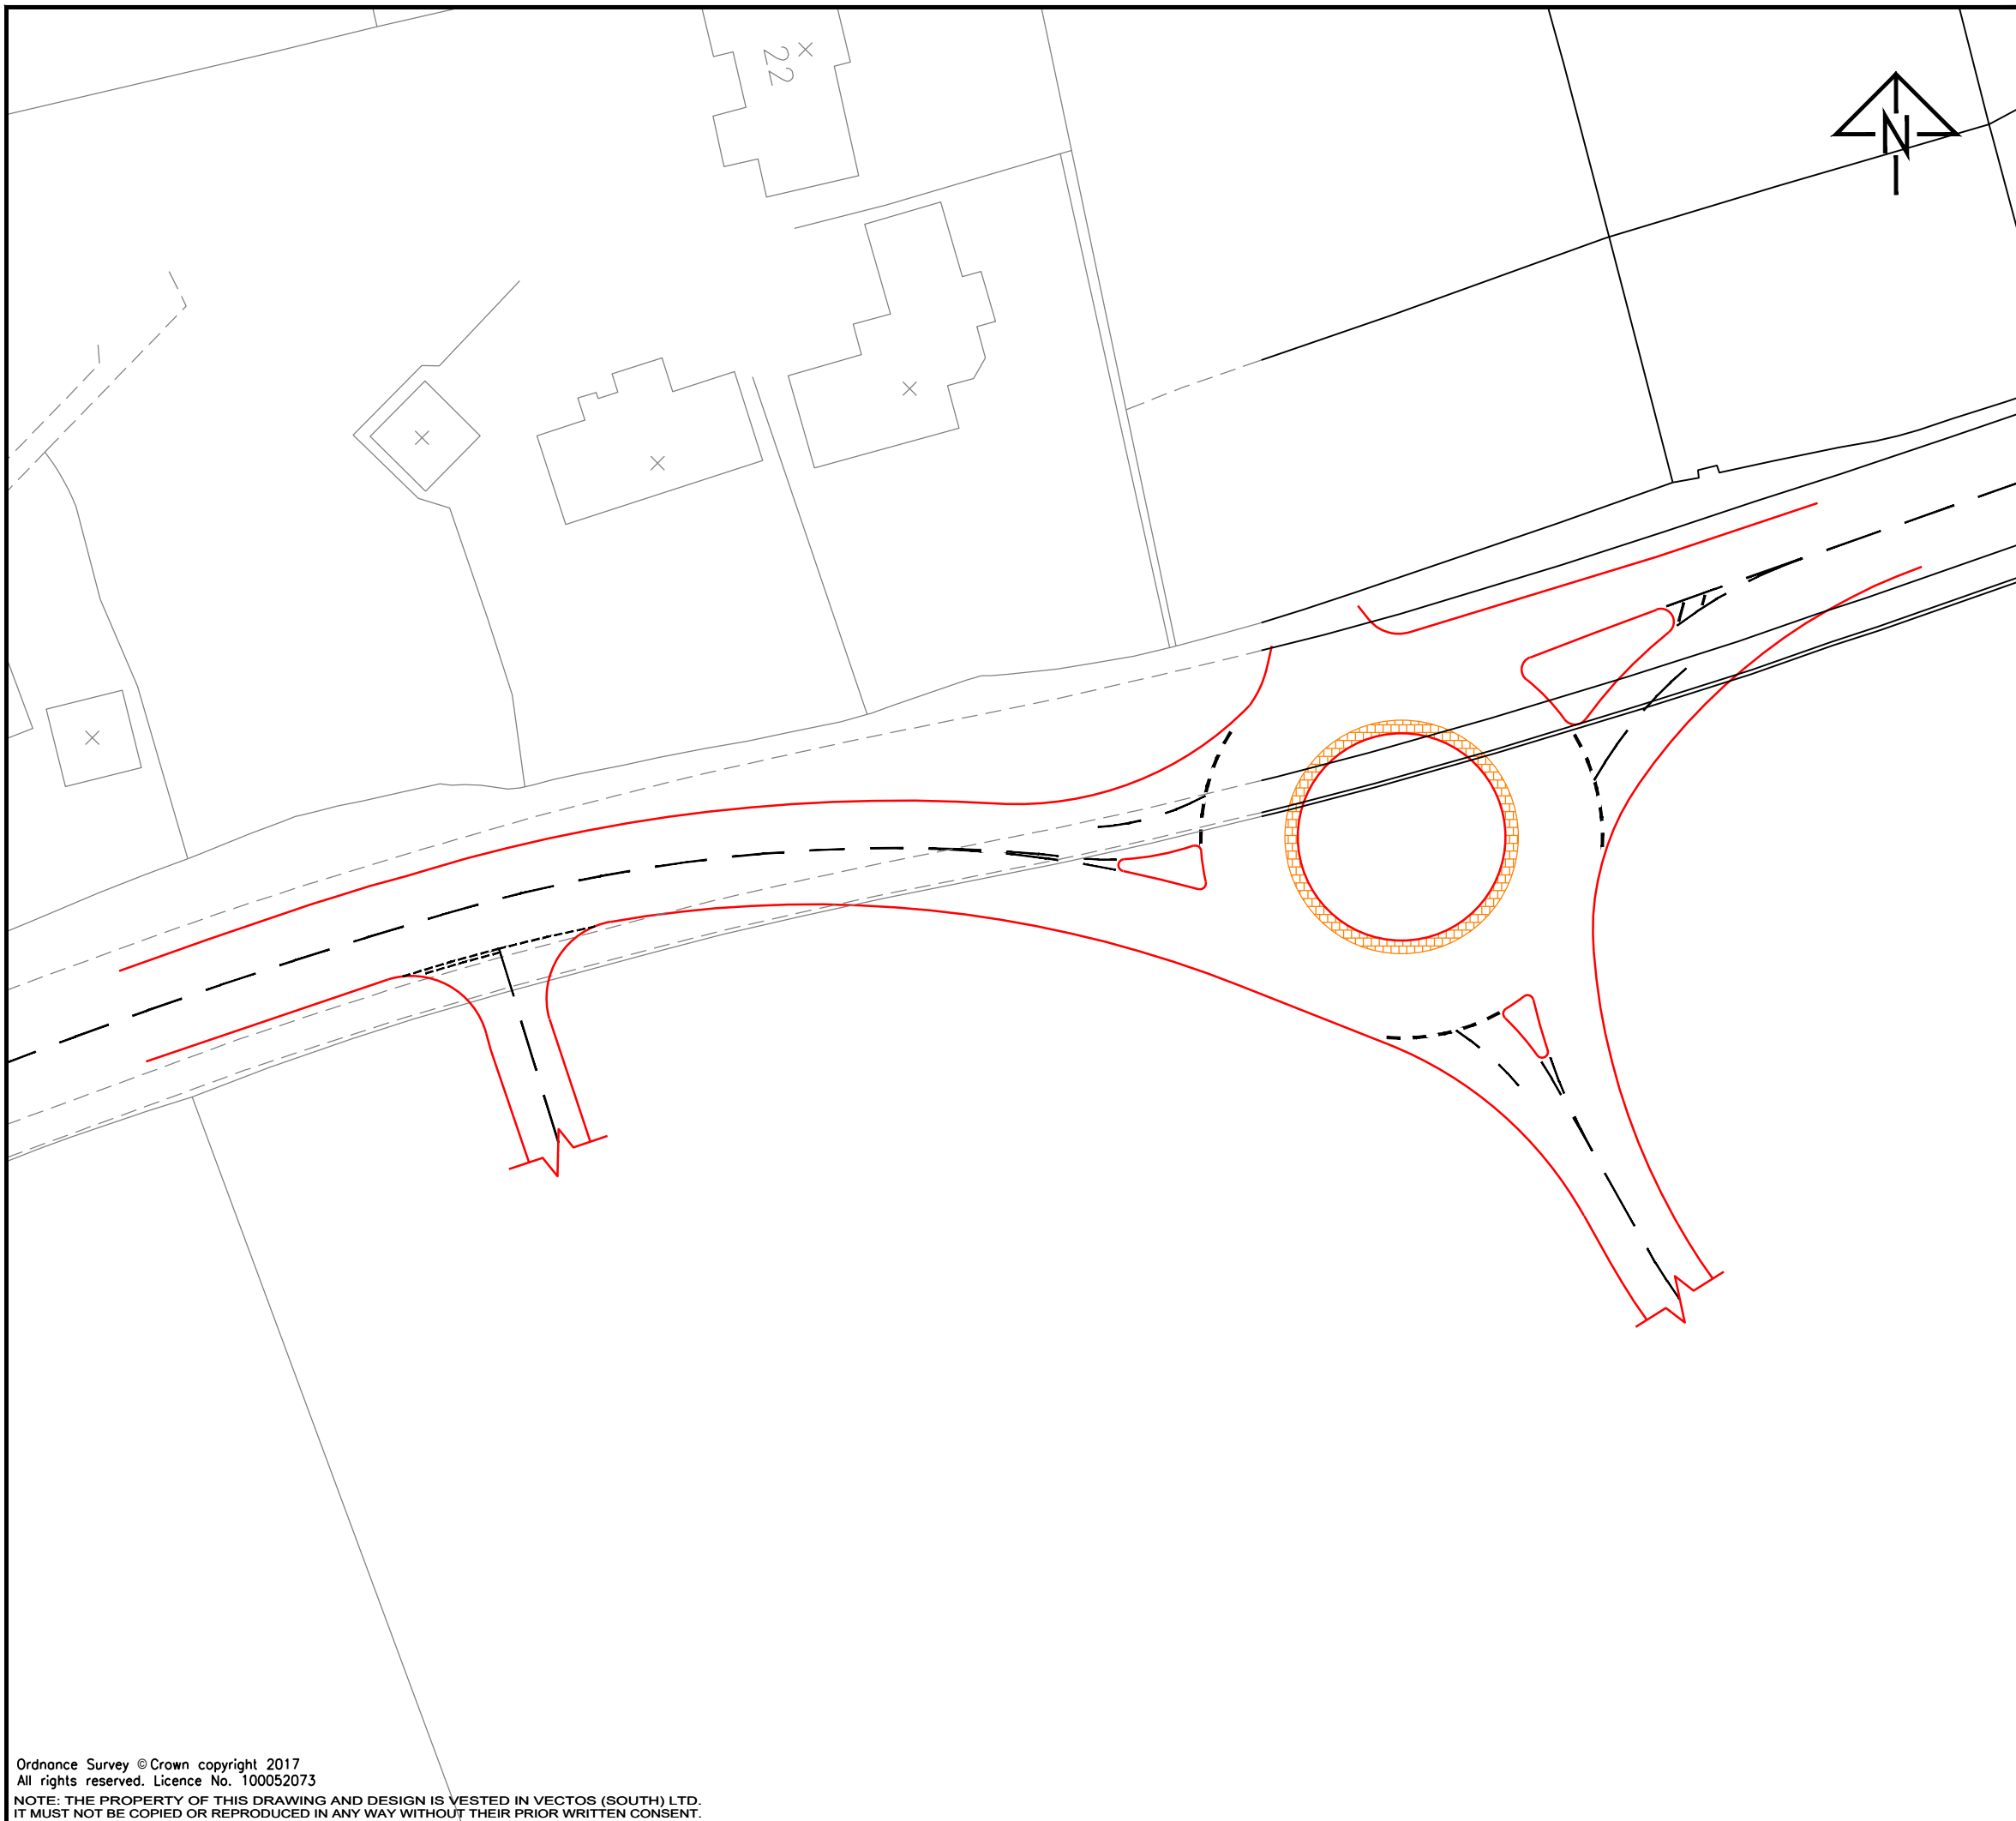 22
N
Ordnance Survey © Crown copyright 2017
All rights reserved. Licence No. 100052073
NOTE: THE PROPERTY OF THIS DRAWING AND DESIGN IS VESTED IN VECTOS (SOUTH) LTD.
IT MUST NOT BE COPIED OR REPRODUCED IN ANY WAY WITHOUT THEIR PRIOR WRITTEN CONSENT.